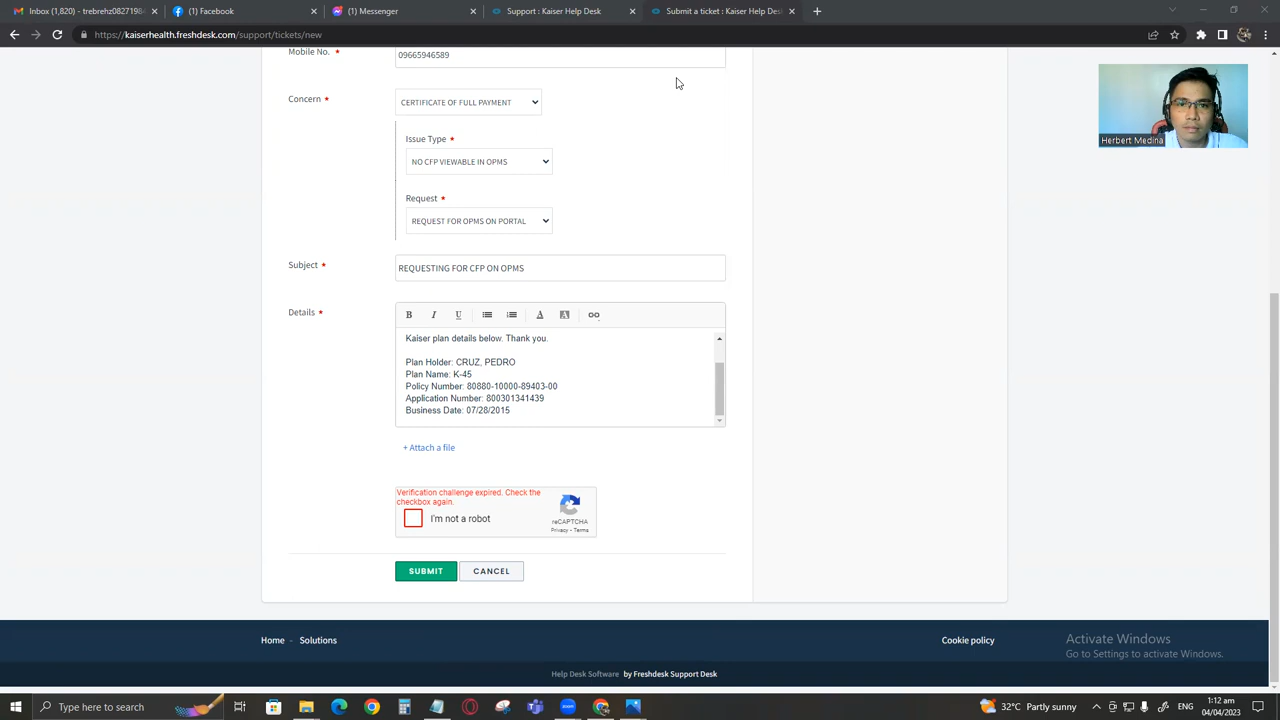 Inbox (1,820) - trebrehz0827198
(1) Facebook
(1) Messenger
Support : Kaiser Help Desk
Submit a ticket : Kaiser Help Des
https://kaiserhealth.freshdesk.com/support/tickets/new
Mobile No. *
09665946589
Herbert Medina
Concern *
CERTIFICATE OF FULL PAYMENT
Issue Type *
NO CFP VIEWABLE IN OPMS
Request *
REQUEST FOR OPMS ON PORTAL
Subject *
REQUESTING FOR CFP ON OPMS
Details *
B I U A A
Kaiser plan details below. Thank you.
Plan Holder: CRUZ, PEDRO
Plan Name: K-45
Policy Number: 80880-10000-89403-00
Application Number: 800301341439
Business Date: 07/28/2015
+ Attach a file
Verification challenge expired. Check the
checkbox again.
I'm not a robot
reCAPTCHA
Privacy - Terms
SUBMIT CANCEL
Home - Solutions
Cookie policy
Activate Windows
Go to Settings to activate Windows.
Help Desk Software by Freshdesk Support Desk
Type here to search
32°C Partly sunny
1:12 am
04/04/2023